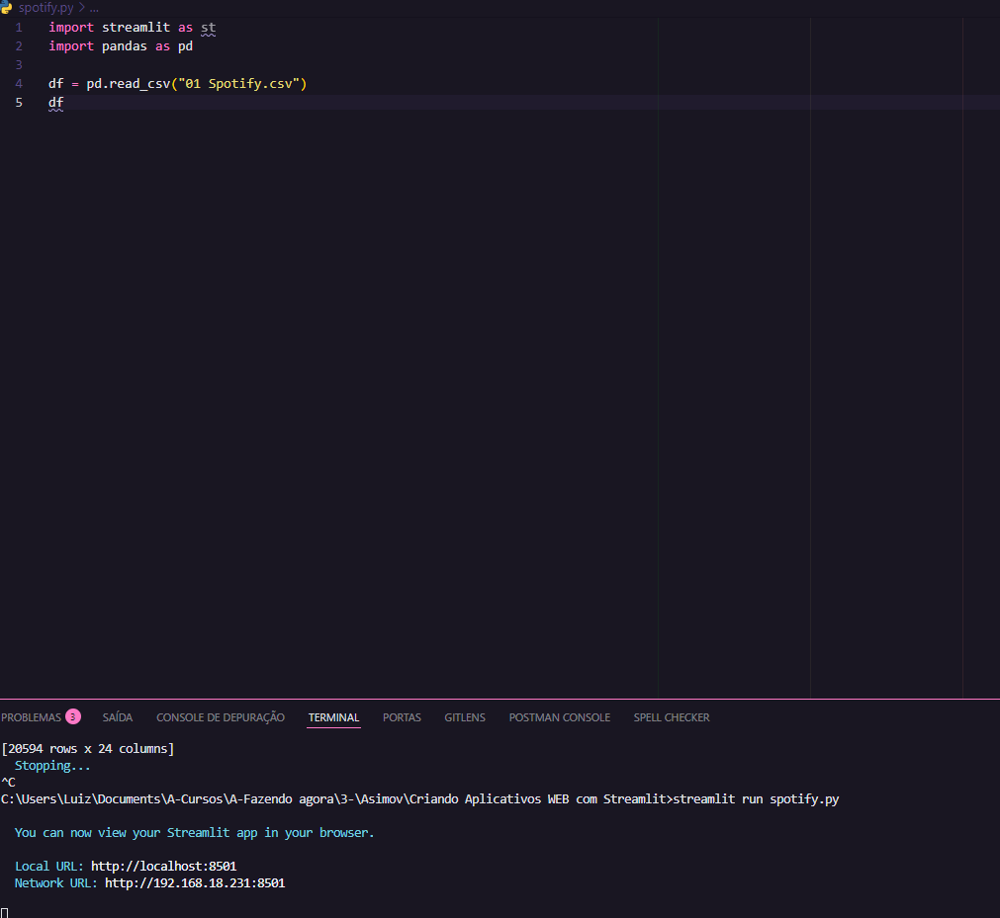 spotify.py > ...
1 import streamlit as st
2 import pandas as pd
3
4 df = pd.read_csv("01 Spotify.csv")
5 df
PROBLEMAS 3 SAÍDA CONSOLE DE DEPURAÇÃO TERMINAL PORTAS GITLENS POSTMAN CONSOLE SPELL CHECKER
[20594 rows x 24 columns]
Stopping...
^C
C:\Users\Luiz\Documents\A-Cursos\A-Fazendo agora\3-\Asimov\Criando Aplicativos WEB com Streamlit>streamlit run spotify.py
You can now view your Streamlit app in your browser.
Local URL: http://localhost:8501
Network URL: http://192.168.18.231:8501